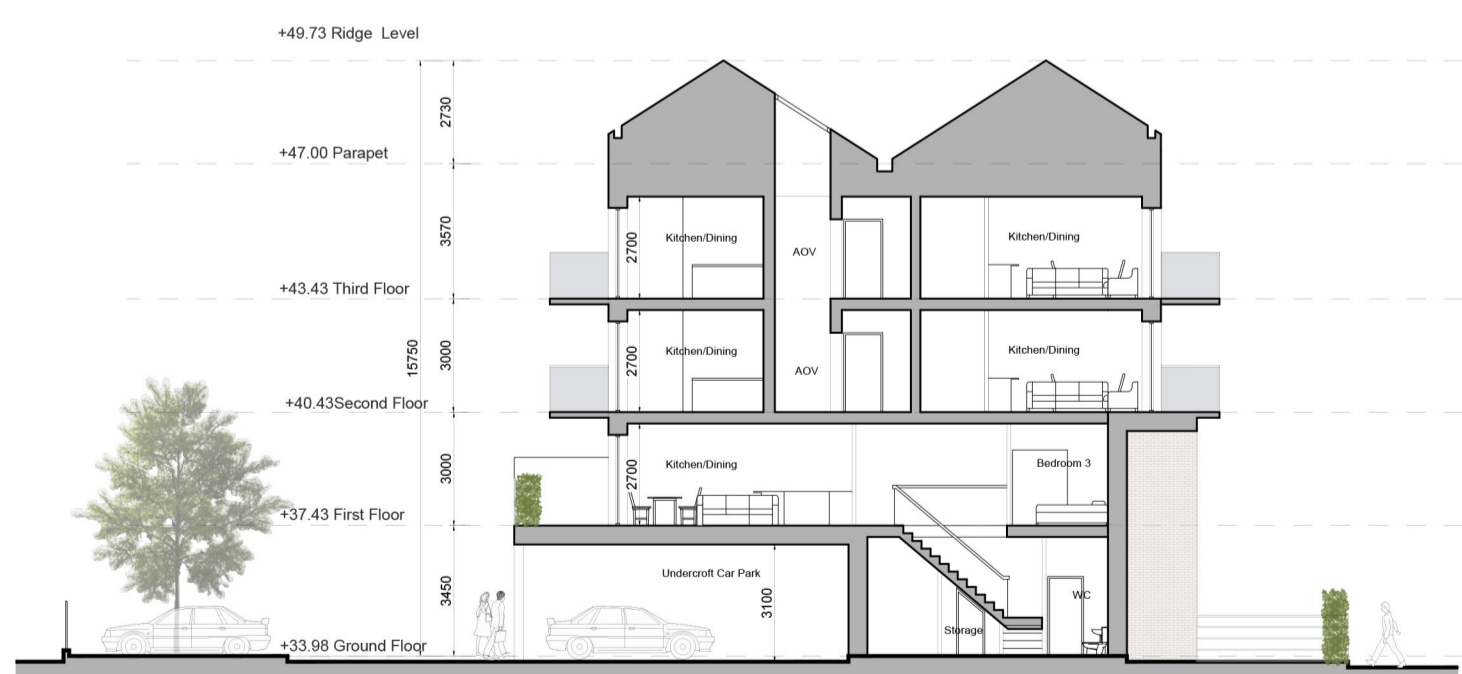 +49.73 Ridge Level
2730
+47.00 Parapet
3570
Kitchen/Dining
2700
AOV
Kitchen/Dining
+43.43 Third Floor
15750
3000
Kitchen/Dining
2700
AOV
Kitchen/Dining
+40.43Second Floor
3000
Kitchen/Dining
2700
Bedroom 3
+37.43 First Floor
3450
Undercroft Car Park
3100
WC
Storage
+33.98 Ground Floor